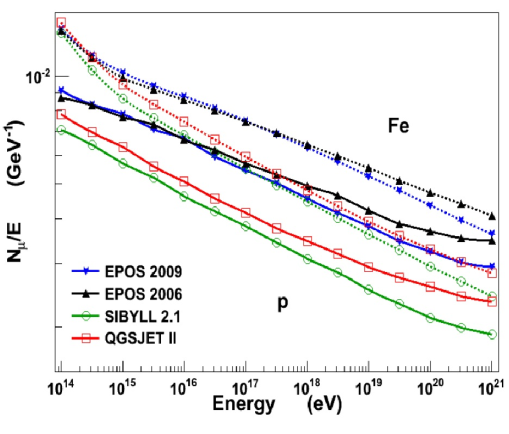 10⁻²
Nμ/E (GeV⁻¹)
Fe
EPOS 2009
EPOS 2006
SIBYLL 2.1
QGSJET II
p
10¹⁴ 10¹⁵ 10¹⁶ 10¹⁷ 10¹⁸ 10¹⁹ 10²⁰ 10²¹
Energy (eV)